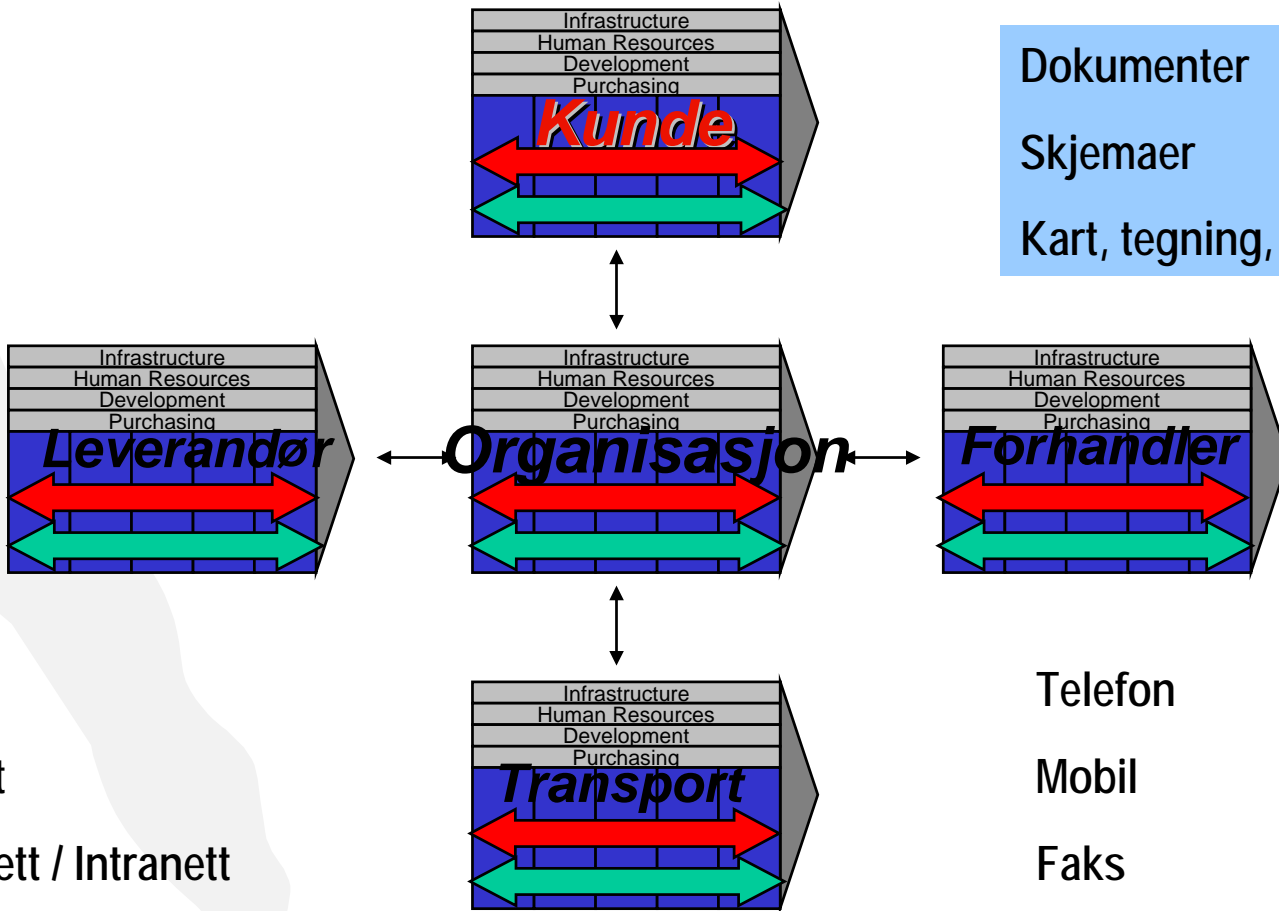 Infrastructure
Human Resources
Development
Purchasing
Kunde
Dokumenter
Skjemaer
Kart, tegning,
Infrastructure
Human Resources
Development
Purchasing
Leverandør
Infrastructure
Human Resources
Development
Purchasing
Organisasjon
Infrastructure
Human Resources
Development
Purchasing
Forhandler
Infrastructure
Human Resources
Development
Purchasing
Transport
t
ett / Intranett
Telefon
Mobil
Faks